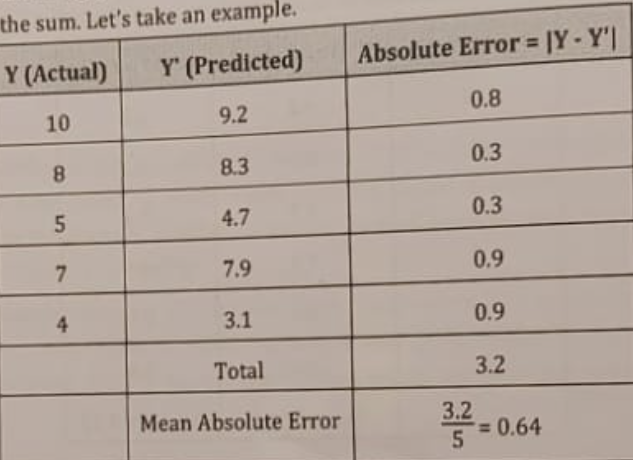 the sum. Let's take an example.
Y (Actual) Y' (Predicted) Absolute Error = |Y - Y'|
10 9.2 0.8
8 8.3 0.3
5 4.7 0.3
7 7.9 0.9
4 3.1 0.9
Total 3.2
Mean Absolute Error 3.2/5 = 0.64